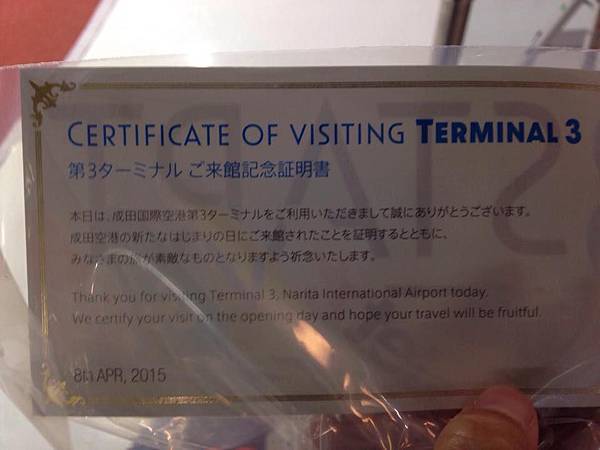 CERTIFICATE OF VISITING TERMINAL 3
第3ターミナル ご来館記念証明書
本日は、成田国際空港第3ターミナルをご利用いただきまして誠にありがとうございます。
成田空港の新たなはじまりの日にご来館されたことを証明するとともに、
みなさまの旅が素敵なものとなりますよう祈念いたします。
Thank you for visiting Terminal 3, Narita International Airport today.
We certify your visit on the opening day and hope your travel will be fruitful.
8th APR, 2015